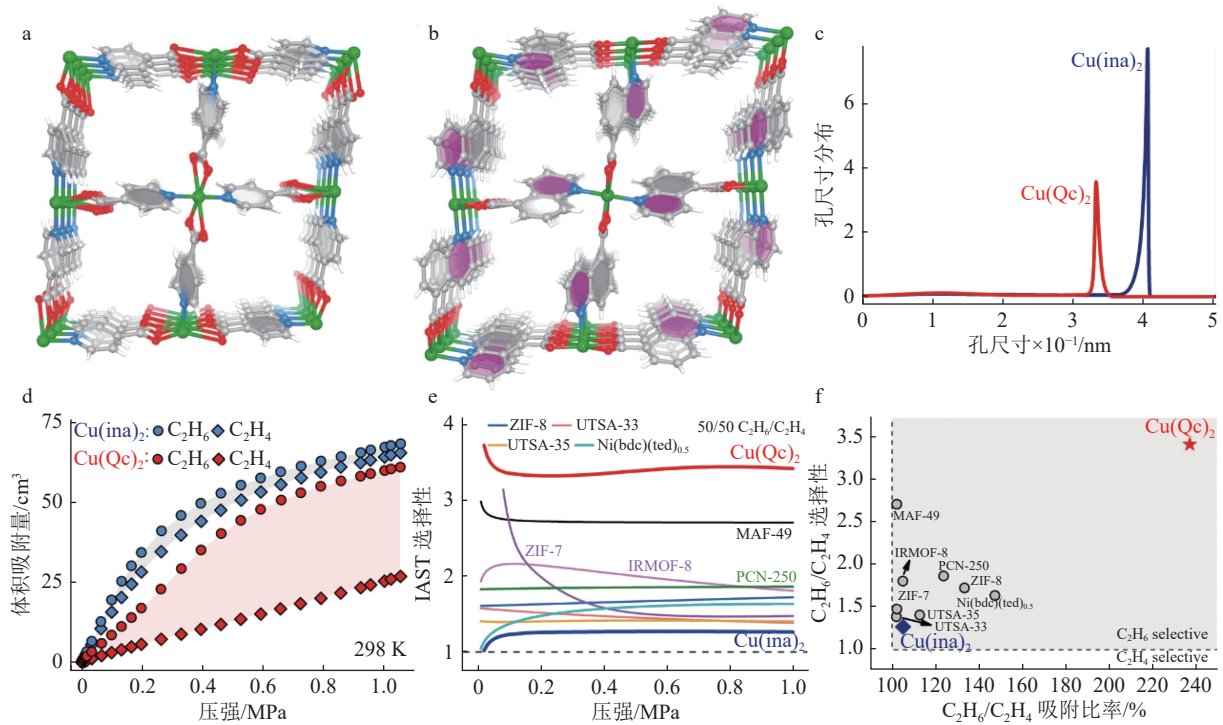 a
b
c
Cu(ina)₂
Cu(Qc)₂
孔尺寸分布
0 2 4 6
0 1 2 3 4 5
孔尺寸×10⁻¹/nm
d
Cu(ina)₂: C₂H₆ C₂H₄
Cu(Qc)₂: C₂H₆ C₂H₄
体积吸附量/cm³
75
50
25
0
298 K
0 0.2 0.4 0.6 0.8 1.0
压强/MPa
e
ZIF-8 UTSA-33
UTSA-35 Ni(bdc)(ted)₀.₅
50/50 C₂H₆/C₂H₄
Cu(Qc)₂
MAF-49
ZIF-7
IRMOF-8
PCN-250
Cu(ina)₂
IAST 选择性
4
3
2
1
0 0.2 0.4 0.6 0.8 1.0
压强/MPa
f
Cu(Qc)₂
MAF-49
IRMOF-8
PCN-250
ZIF-8
ZIF-7
Ni(bdc)(ted)₀.₅
UTSA-35
UTSA-33
Cu(ina)₂
C₂H₆ selective
C₂H₄ selective
C₂H₆/C₂H₄ 选择性
3.5
3.0
2.5
2.0
1.5
1.0
100 120 140 160 180 200 220 240
C₂H₆/C₂H₄ 吸附比率/%